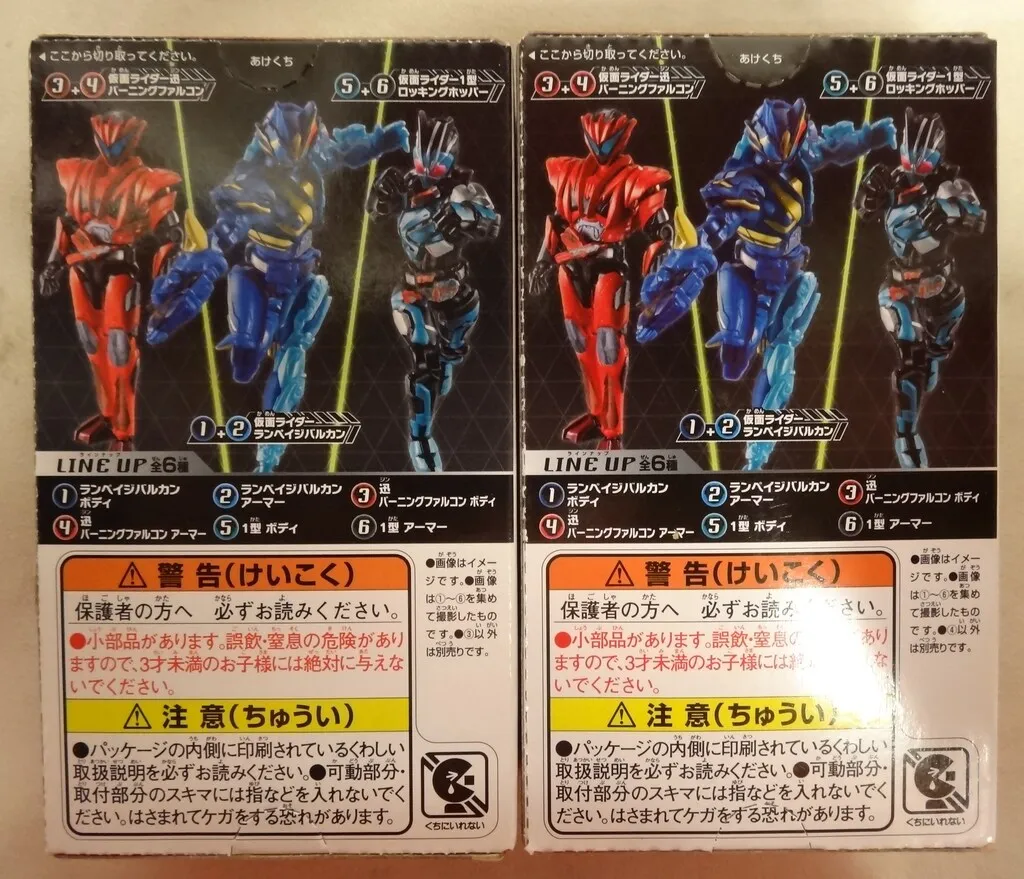 ◀ここから切り取ってください。
あけくち
3+4 仮面ライダー迅
バーニングファルコン
5+6 仮面ライダー1型
ロッキングホッパー
1+2 仮面ライダー
ランペイジバルカン
LINE UP 全6種
1 ランペイジバルカン
ボディ
2 ランペイジバルカン
アーマー
3 迅
バーニングファルコン ボディ
4 迅
バーニングファルコン アーマー
5 1型 ボディ
6 1型 アーマー
⚠警告(けいこく)
保護者の方へ 必ずお読みください。
●小部品があります。誤飲・窒息の危険があり
ますので、3才未満のお子様には絶対に与えな
いでください。
⚠注意(ちゅうい)
●パッケージの内側に印刷されているくわしい
取扱説明を必ずお読みください。●可動部分・
取付部分のスキマには指などを入れないでく
ださい。はさまれてケガをする恐れがあります。
●画像はイメー
ジです。●画像
は①〜⑥を集め
て撮影したもの
です。●③以外
は別売りです。
くちにいれない
◀ここから切り取ってください。
あけくち
3+4 仮面ライダー迅
バーニングファルコン
5+6 仮面ライダー1型
ロッキングホッパー
1+2 仮面ライダー
ランペイジバルカン
LINE UP 全6種
1 ランペイジバルカン
ボディ
2 ランペイジバルカン
アーマー
3 迅
バーニングファルコン ボディ
4 迅
バーニングファルコン アーマー
5 1型 ボディ
6 1型 アーマー
⚠警告(けいこく)
保護者の方へ 必ずお読みください。
●小部品があります。誤飲・窒息の あり
ますので、3才未満のお子様には絶 な
いでください。
⚠注意(ちゅうい)
●パッケージの内側に印刷されているくわしい
取扱説明を必ずお読みください。●可動部分・
取付部分のスキマには指などを入れないでく
ださい。はさまれてケガをする恐れがあります。
●画像はイメー
ジです。●画像
は①〜⑥を集め
て撮影したもの
です。●④以外
は別売りです。
くちにいれない